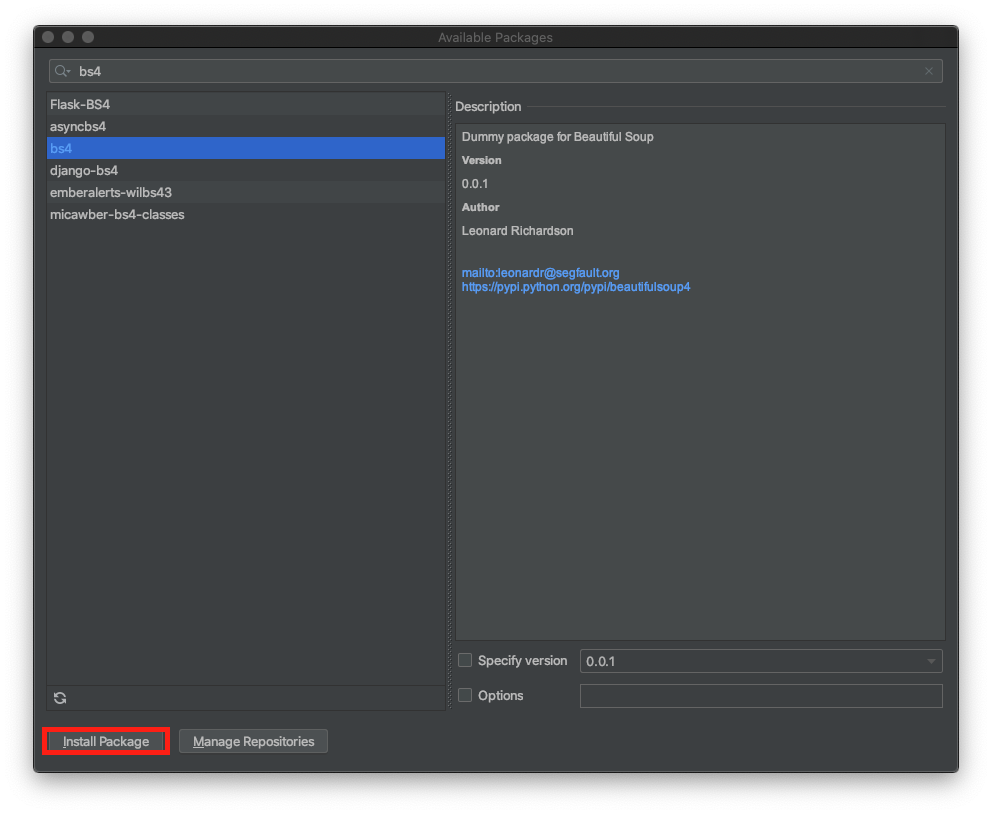 Available Packages
bs4
Flask-BS4
asyncbs4
bs4
django-bs4
emberalerts-wilbs43
micawber-bs4-classes
Description
Dummy package for Beautiful Soup
Version
0.0.1
Author
Leonard Richardson
mailto:leonardr@segfault.org
https://pypi.python.org/pypi/beautifulsoup4
Specify version 0.0.1
Options
Install Package Manage Repositories